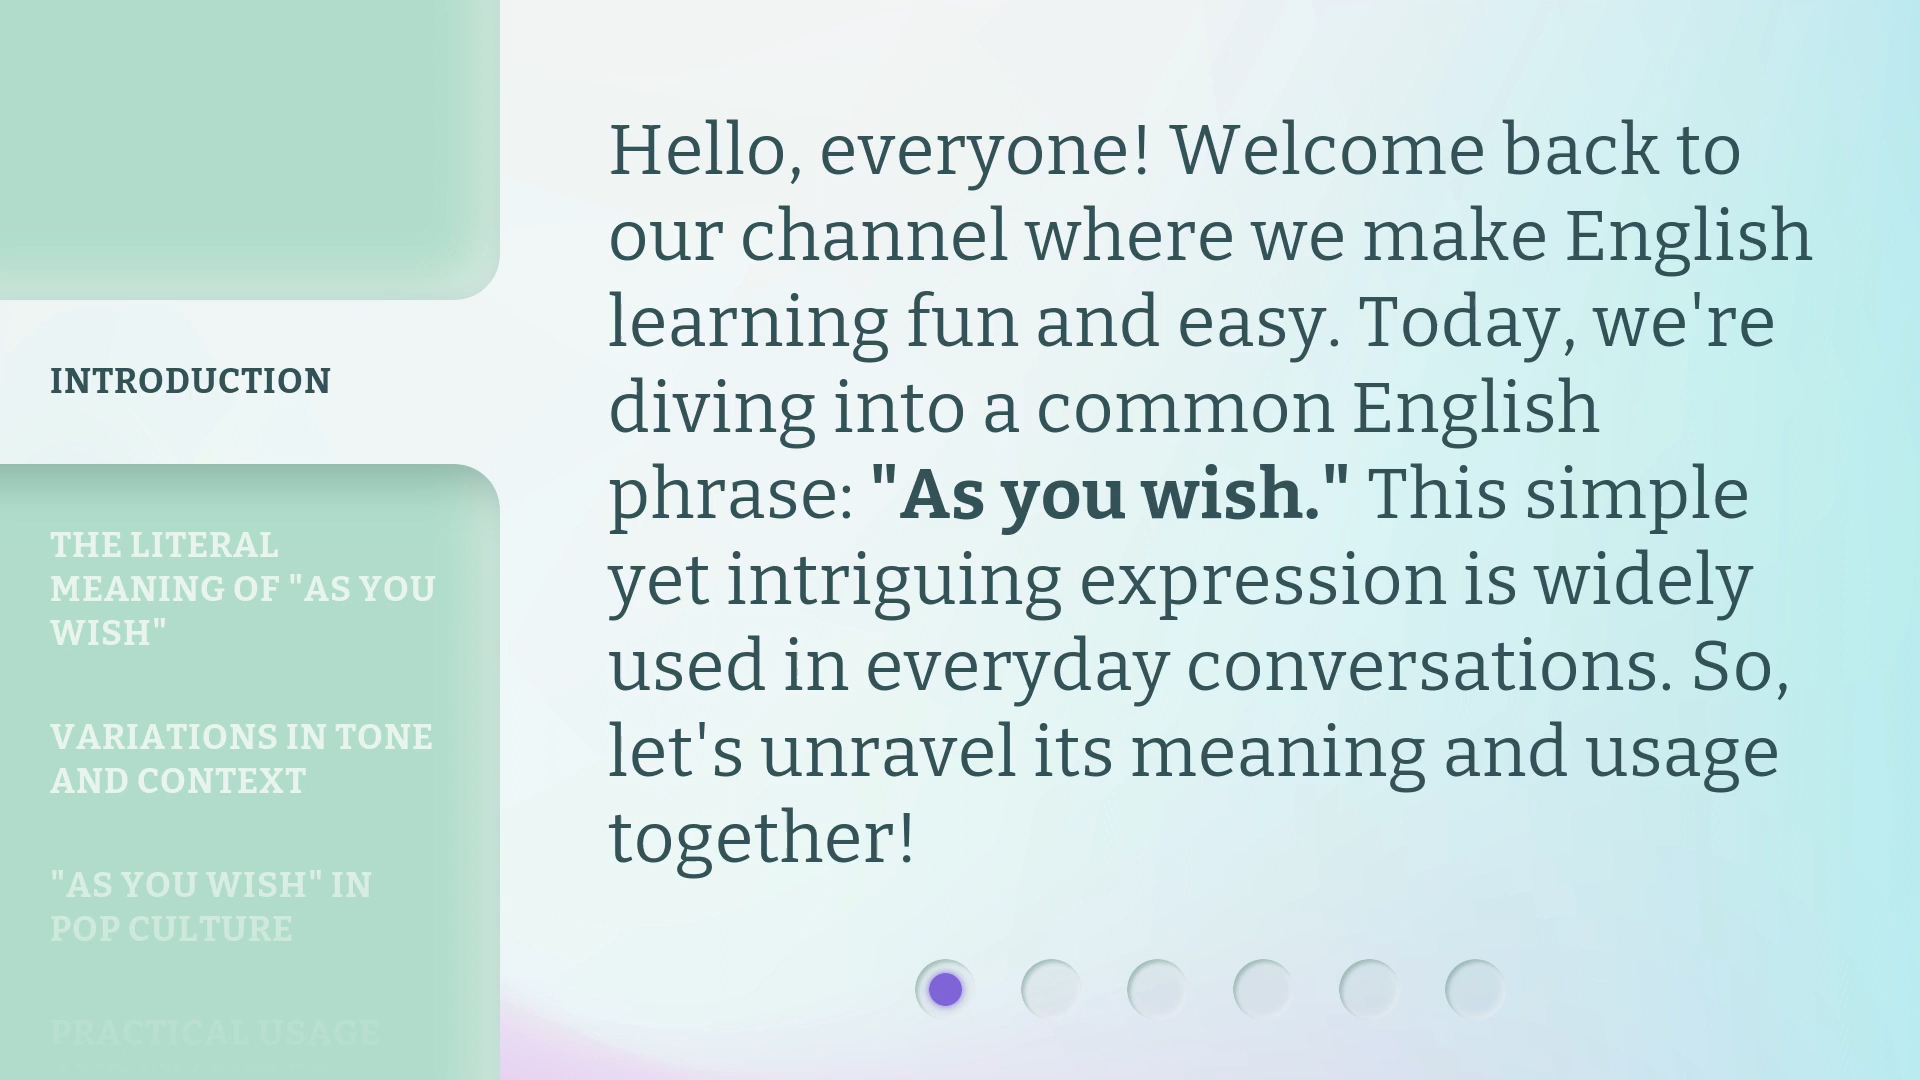 INTRODUCTION
THE LITERAL
MEANING OF "AS YOU
WISH"
VARIATIONS IN TONE
AND CONTEXT
"AS YOU WISH" IN
POP CULTURE
PRACTICAL USAGE
Hello, everyone! Welcome back to
our channel where we make English
learning fun and easy. Today, we're
diving into a common English
phrase: "As you wish." This simple
yet intriguing expression is widely
used in everyday conversations. So,
let's unravel its meaning and usage
together!